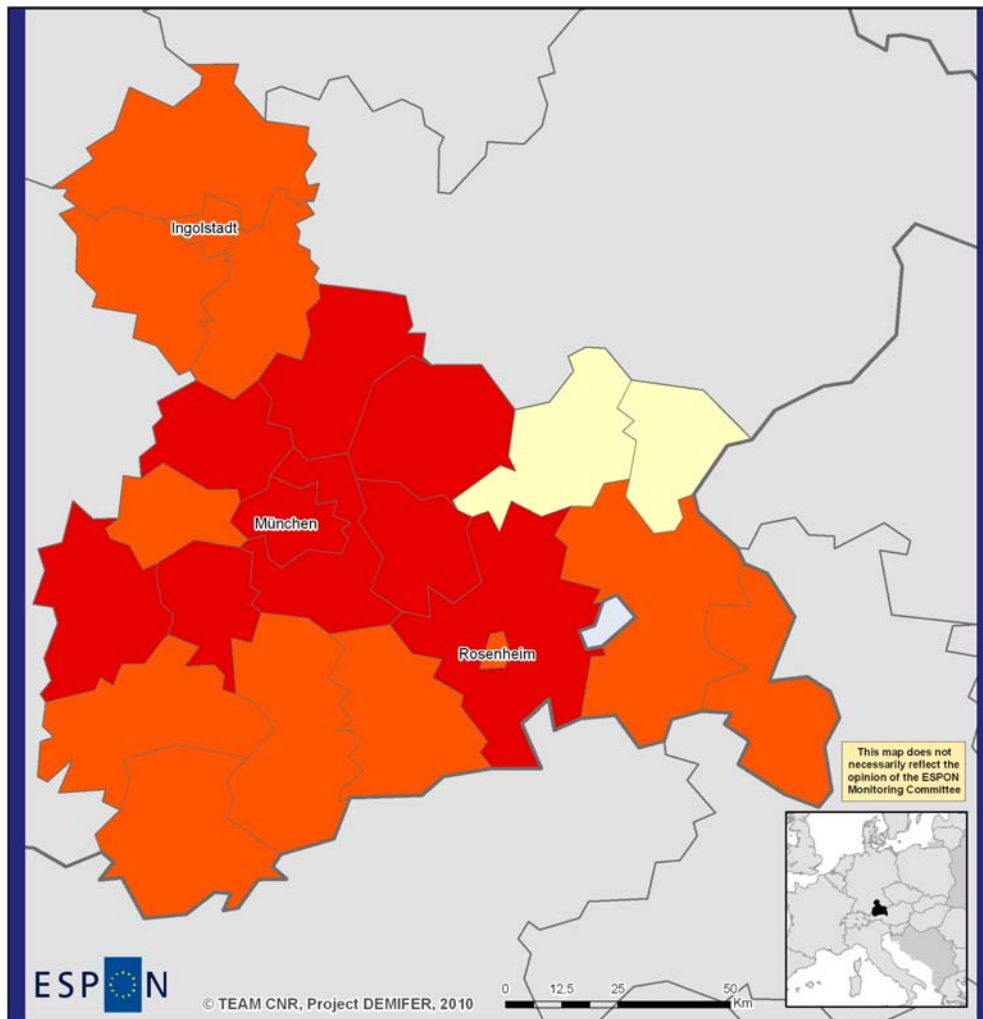 Ingolstadt
München
Rosenheim
This map does not
necessarily reflect the
opinion of the ESPON
Monitoring Committee
ESPON
© TEAM CNR, Project DEMIFER, 2010
0 12,5 25 50
Km